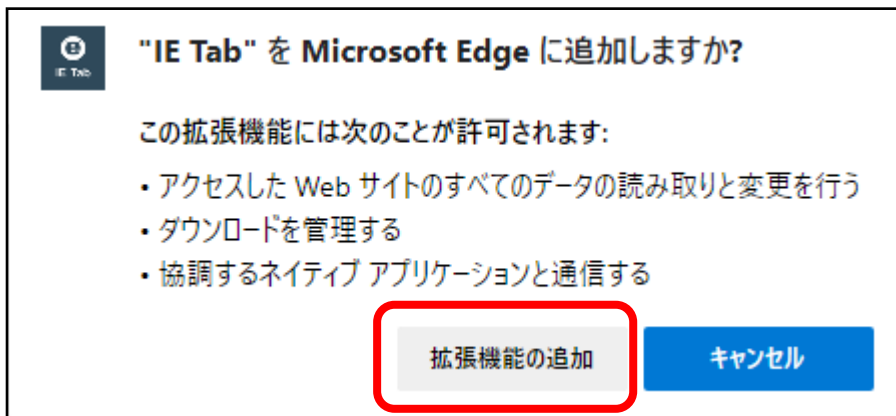 "IE Tab" を Microsoft Edge に追加しますか?
IE Tab
この拡張機能には次のことが許可されます:
• アクセスした Web サイトのすべてのデータの読み取りと変更を行う
• ダウンロードを管理する
• 協調するネイティブ アプリケーションと通信する
拡張機能の追加
キャンセル